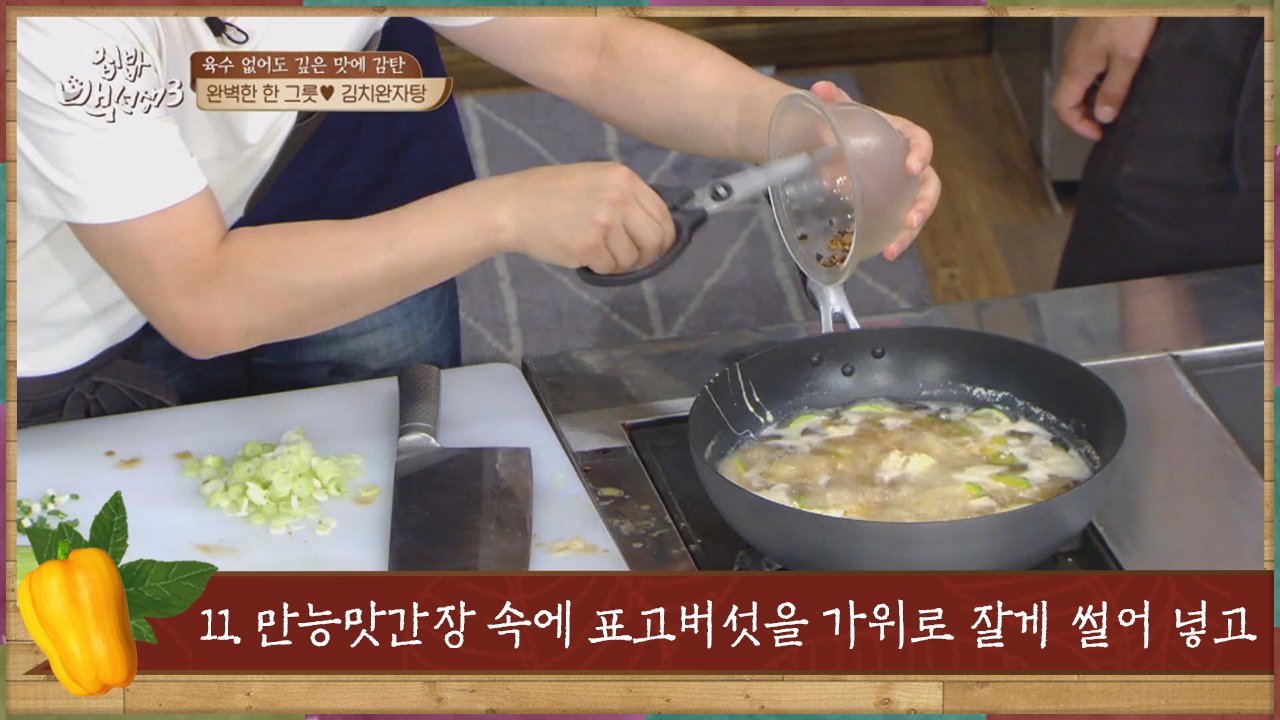 집밥
백선생3
육수 없어도 깊은 맛에 감탄
완벽한 한 그릇♥ 김치완자탕
11. 만능맛간장 속에 표고버섯을 가위로 잘게 썰어 넣고